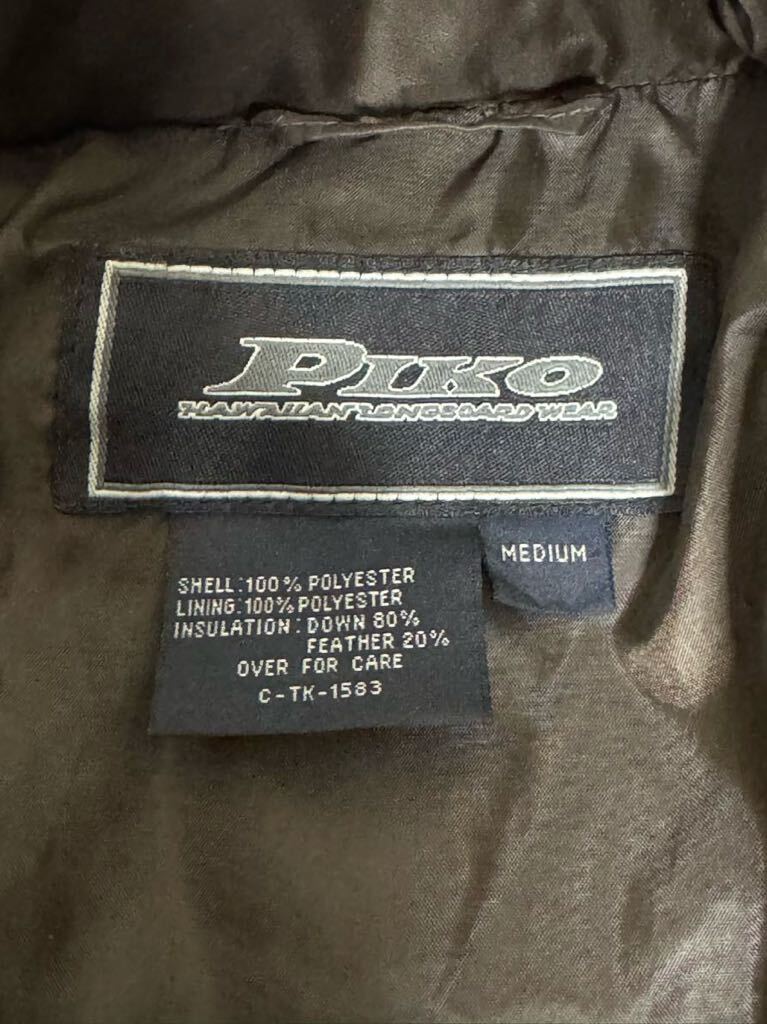 PIKO
HAWAIIAN LONGBOARD WEAR
MEDIUM
SHELL: 100% POLYESTER
LINING: 100% POLYESTER
INSULATION: DOWN 80%
FEATHER 20%
OVER FOR CARE
C-TK-1583